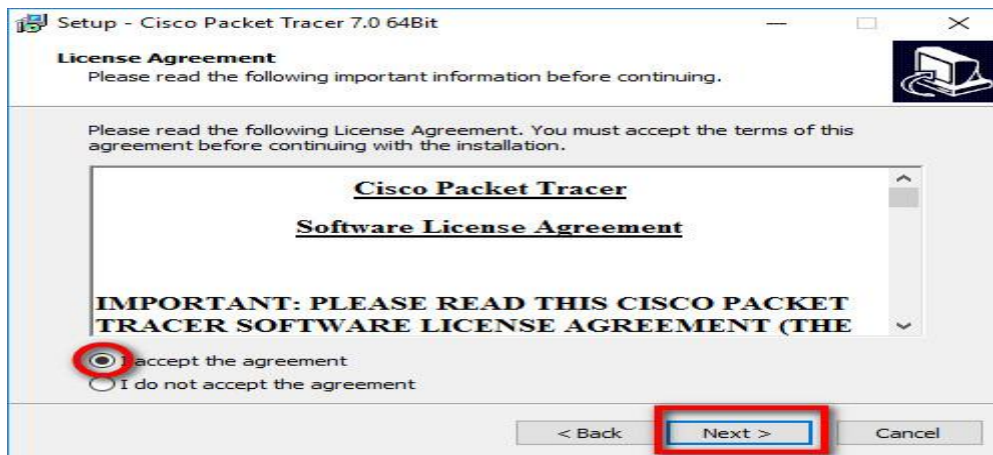 Setup - Cisco Packet Tracer 7.0 64Bit
License Agreement
Please read the following important information before continuing.
Please read the following License Agreement. You must accept the terms of this
agreement before continuing with the installation.
Cisco Packet Tracer
Software License Agreement
IMPORTANT: PLEASE READ THIS CISCO PACKET
TRACER SOFTWARE LICENSE AGREEMENT (THE
I accept the agreement
I do not accept the agreement
< Back Next > Cancel